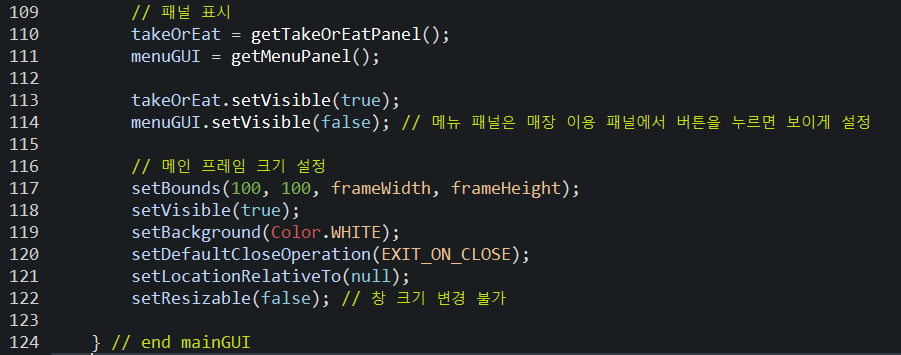 109 // 패널 표시
110 takeOrEat = getTakeOrEatPanel();
111 menuGUI = getMenuPanel();
112
113 takeOrEat.setVisible(true);
114 menuGUI.setVisible(false); // 메뉴 패널은 매장 이용 패널에서 버튼을 누르면 보이게 설정
115
116 // 메인 프레임 크기 설정
117 setBounds(100, 100, frameWidth, frameHeight);
118 setVisible(true);
119 setBackground(Color.WHITE);
120 setDefaultCloseOperation(EXIT_ON_CLOSE);
121 setLocationRelativeTo(null);
122 setResizable(false); // 창 크기 변경 불가
123
124 } // end mainGUI